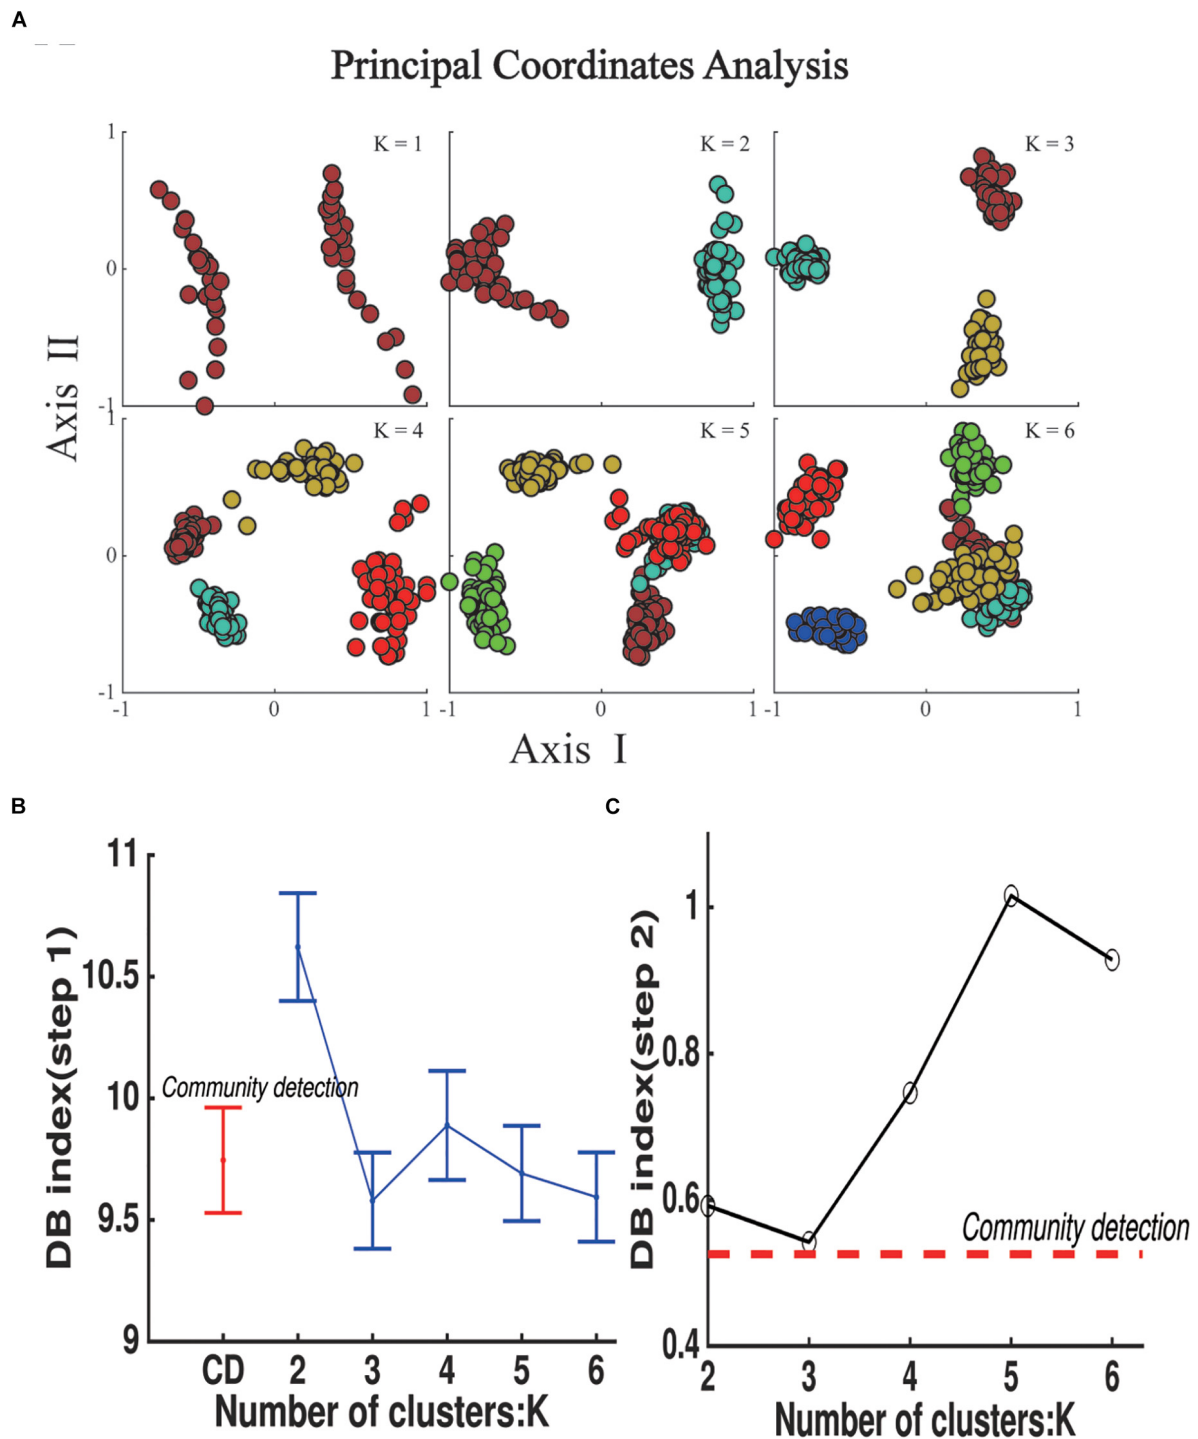 A
Principal Coordinates Analysis
K = 1
K = 2
K = 3
1
0
-1
Axis II
K = 4
K = 5
K = 6
1
0
-1
-1 0 1
-1 0 1
-1 0 1
Axis I
B
11
10.5
10
9.5
9
DB index(step 1)
Community detection
CD 2 3 4 5 6
Number of clusters:K
C
1
0.8
0.6
0.4
DB index(step 2)
Community detection
2 3 4 5 6
Number of clusters:K